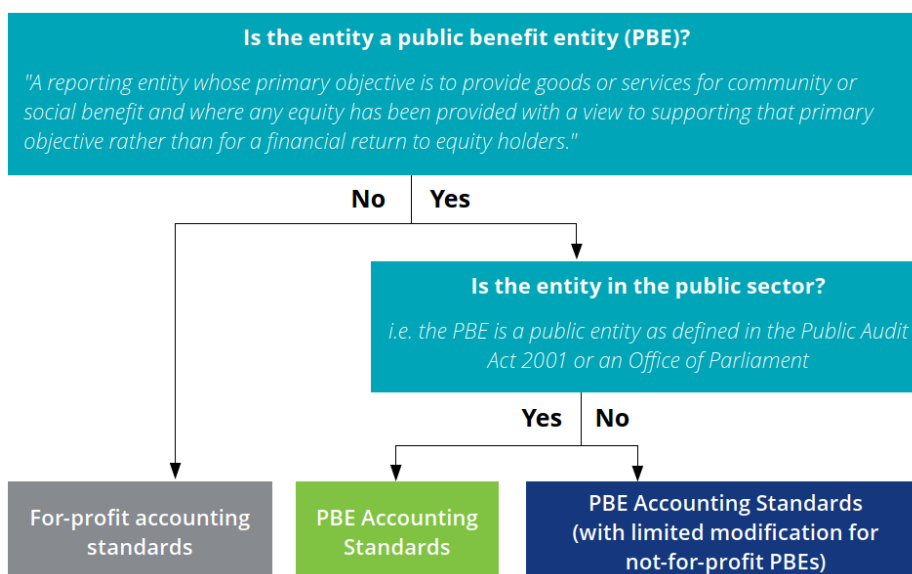 Is the entity a public benefit entity (PBE)?
"A reporting entity whose primary objective is to provide goods or services for community or
social benefit and where any equity has been provided with a view to supporting that primary
objective rather than for a financial return to equity holders."
No Yes
Is the entity in the public sector?
i.e. the PBE is a public entity as defined in the Public Audit
Act 2001 or an Office of Parliament
Yes No
For-profit accounting
standards
PBE Accounting
Standards
PBE Accounting Standards
(with limited modification for
not-for-profit PBEs)